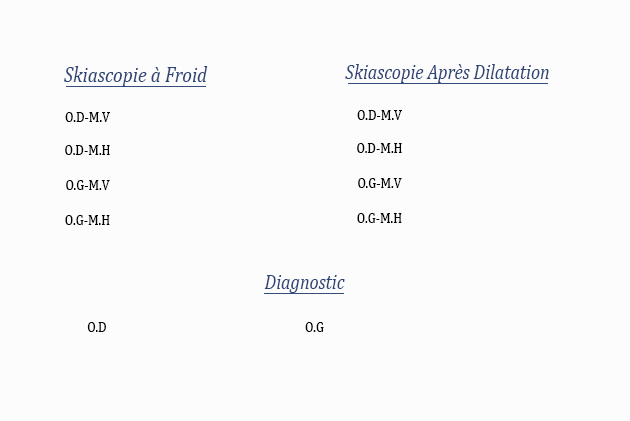 Skiascopie à Froid
O.D-M.V
O.D-M.H
O.G-M.V
O.G-M.H
Skiascopie Après Dilatation
O.D-M.V
O.D-M.H
O.G-M.V
O.G-M.H
Diagnostic
O.D
O.G